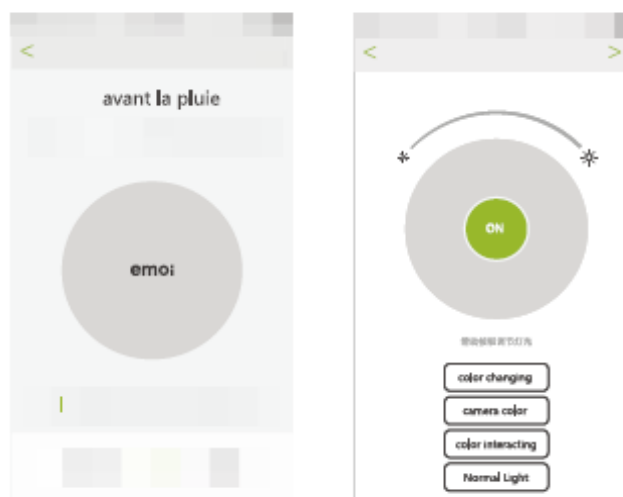 <
avant la pluie
emoi
<
>
ON
color changing
camera color
color interacting
Normal Light